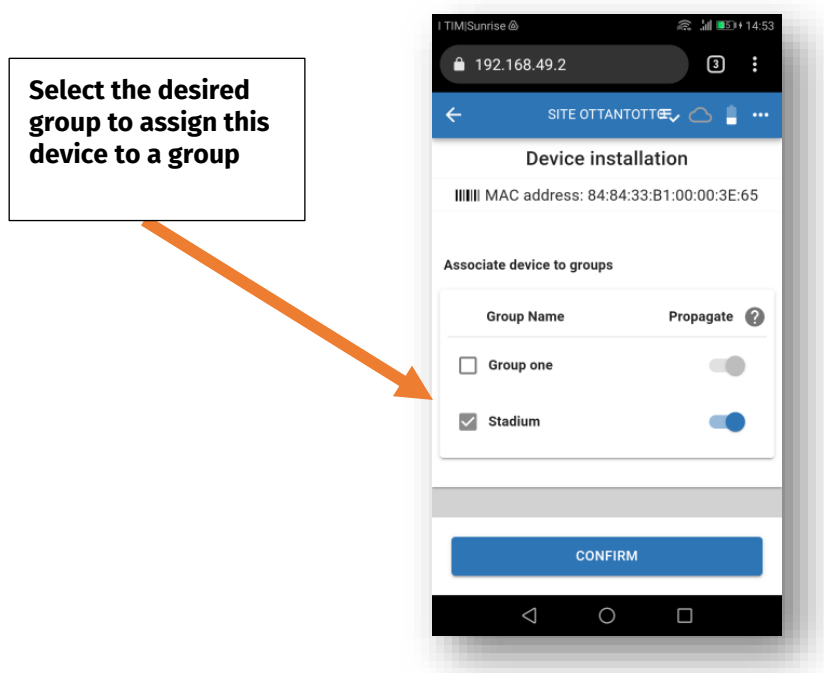 Select the desired
group to assign this
device to a group
I TIM|Sunrise 5 14:53
192.168.49.2 3
SITE OTTANTOTTO
Device installation
MAC address: 84:84:33:B1:00:00:3E:65
Associate device to groups
Group Name Propagate ?
Group one
Stadium
CONFIRM